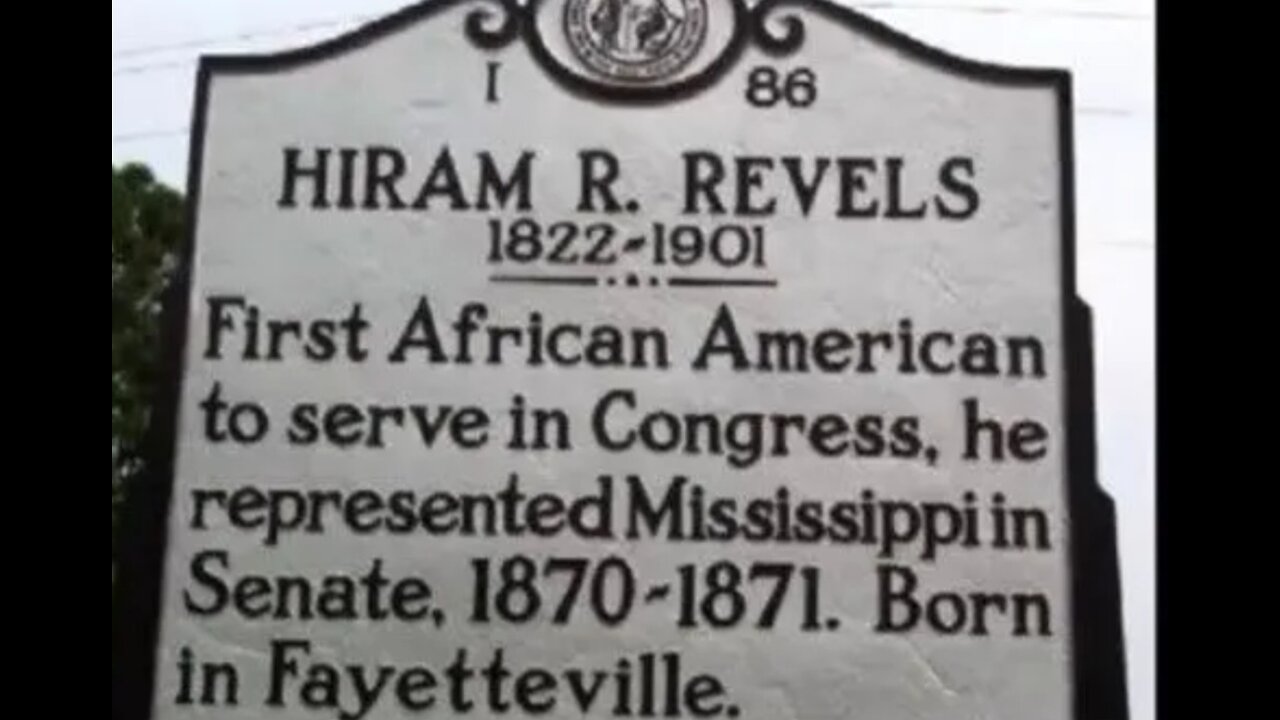 I 86
HIRAM R. REVELS
1822-1901
First African American
to serve in Congress, he
represented Mississippi in
Senate, 1870-1871. Born
in Fayetteville.